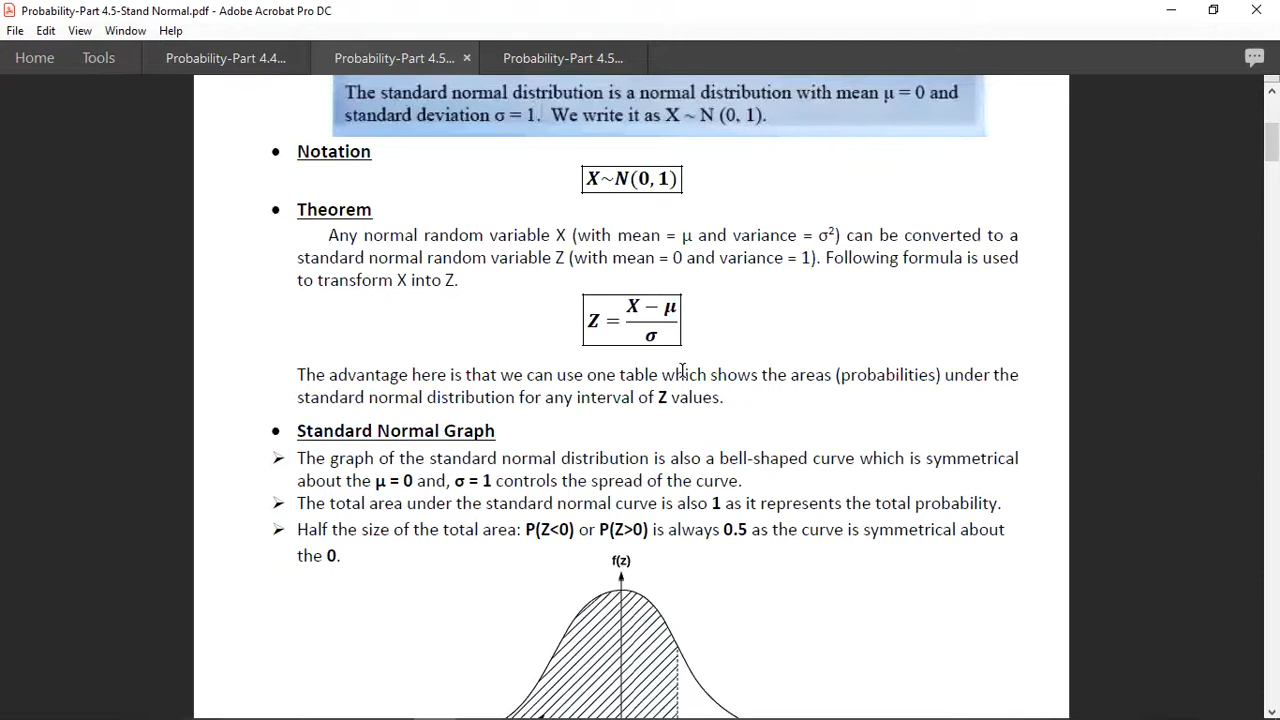 Probability-Part 4.5-Stand Normal.pdf - Adobe Acrobat Pro DC
File Edit View Window Help
Home Tools Probability-Part 4.4... Probability-Part 4.5... × Probability-Part 4.5...
The standard normal distribution is a normal distribution with mean μ = 0 and
standard deviation σ = 1. We write it as X ~ N (0, 1).
• Notation
X~N(0, 1)
• Theorem
Any normal random variable X (with mean = μ and variance = σ²) can be converted to a
standard normal random variable Z (with mean = 0 and variance = 1). Following formula is used
to transform X into Z.
Z = (X − μ) / σ
The advantage here is that we can use one table which shows the areas (probabilities) under the
standard normal distribution for any interval of Z values.
• Standard Normal Graph
➢ The graph of the standard normal distribution is also a bell-shaped curve which is symmetrical
about the μ = 0 and, σ = 1 controls the spread of the curve.
➢ The total area under the standard normal curve is also 1 as it represents the total probability.
➢ Half the size of the total area: P(Z<0) or P(Z>0) is always 0.5 as the curve is symmetrical about
the 0.
f(z)